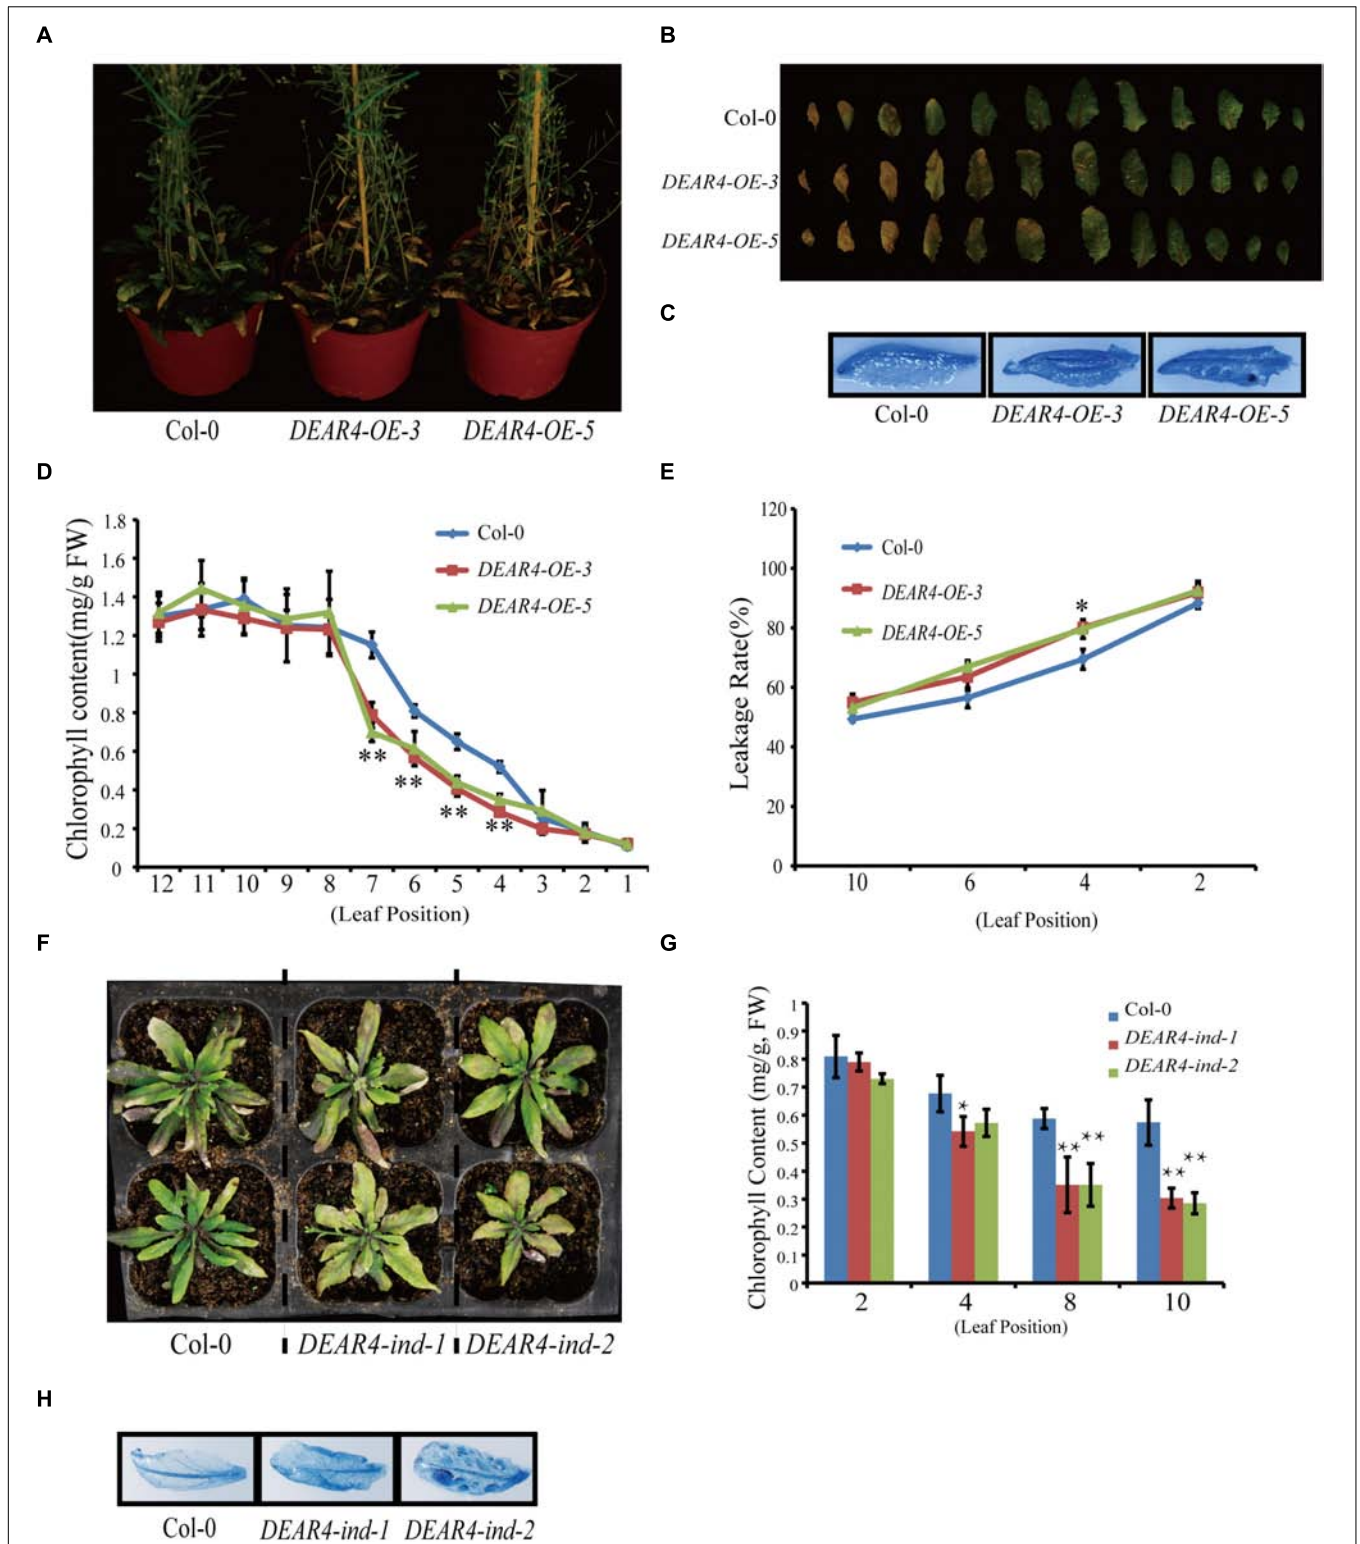 A
Col-0
DEAR4-OE-3
DEAR4-OE-5
B
Col-0
DEAR4-OE-3
DEAR4-OE-5
C
Col-0
DEAR4-OE-3
DEAR4-OE-5
D
Chlorophyll content(mg/g FW)
1.8
1.6
1.4
1.2
1
0.8
0.6
0.4
0.2
0
Col-0
DEAR4-OE-3
DEAR4-OE-5
**
**
**
**
12 11 10 9 8 7 6 5 4 3 2 1
(Leaf Position)
E
Leakage Rate(%)
120
100
80
60
40
20
0
Col-0
DEAR4-OE-3
DEAR4-OE-5
*
10 6 4 2
(Leaf Position)
F
Col-0
DEAR4-ind-1
DEAR4-ind-2
G
Chlorophyll Content (mg/g, FW)
1
0.9
0.8
0.7
0.6
0.5
0.4
0.3
0.2
0.1
0
Col-0
DEAR4-ind-1
DEAR4-ind-2
*
** **
** **
2 4 8 10
(Leaf Position)
H
Col-0
DEAR4-ind-1
DEAR4-ind-2